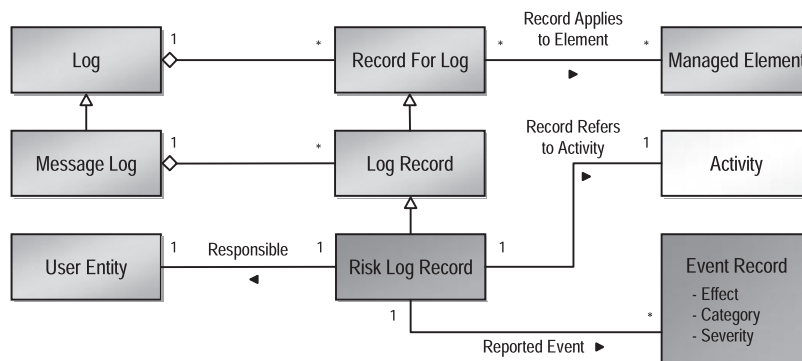 Record Applies
to Element
1
*
*
*
Log
Record For Log
Managed Element
Record Refers
to Activity
1
*
1
Message Log
Log Record
Activity
1
Responsible
1
1
User Entity
Risk Log Record
Event Record
- Effect
- Category
- Severity
1
*
Reported Event